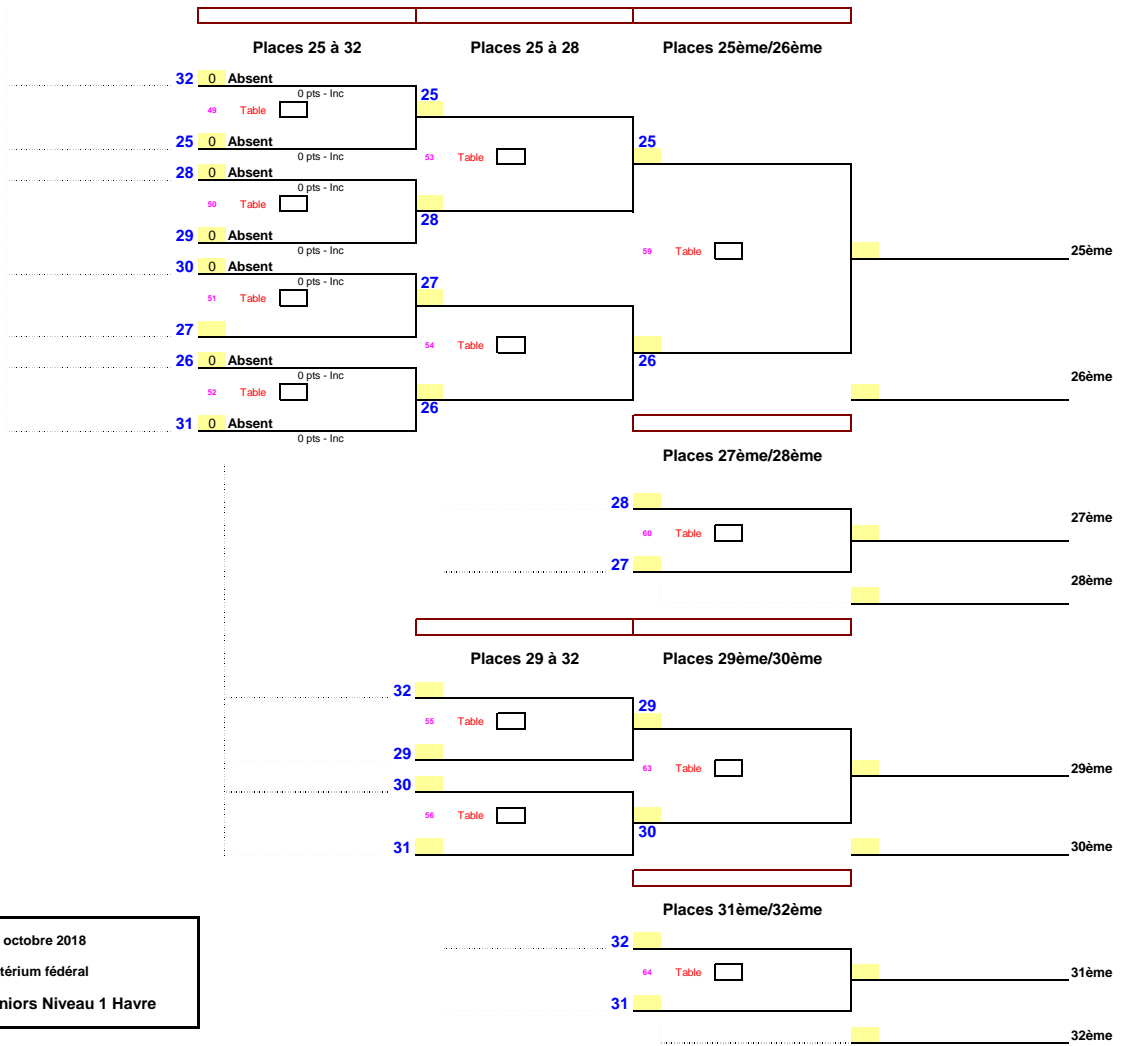 Places 25 à 32 Places 25 à 28 Places 25ème/26ème
32 0 Absent
0 pts - Inc 25
49 Table
25 0 Absent 25
0 pts - Inc 53 Table
28 0 Absent
0 pts - Inc
50 Table
28
29 0 Absent
0 pts - Inc 59 Table 25ème
30 0 Absent
0 pts - Inc 27
51 Table
27
54 Table
26 0 Absent 26
0 pts - Inc 26ème
52 Table
26
31 0 Absent
0 pts - Inc
Places 27ème/28ème
28
27ème
60 Table
27
28ème
Places 29 à 32 Places 29ème/30ème
32
29
55 Table
29
63 Table 29ème
30
56 Table
30
31 30ème
Places 31ème/32ème
32
octobre 2018
térium fédéral
64 Table 31ème
niors Niveau 1 Havre
31
32ème